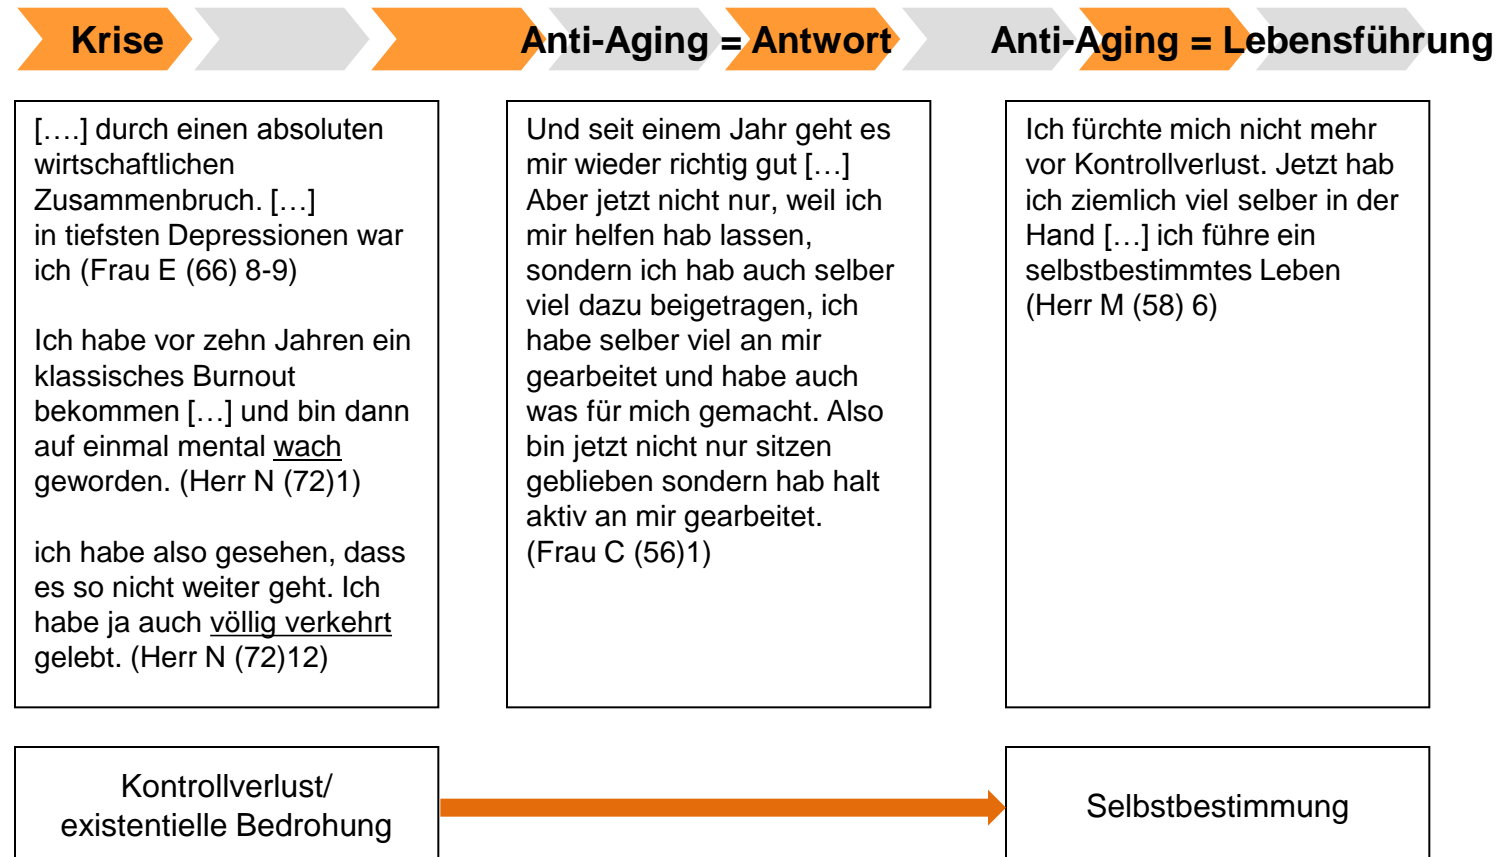 Krise
Anti-Aging = Antwort
Anti-Aging = Lebensführung
[….] durch einen absoluten
wirtschaftlichen
Zusammenbruch. […]
in tiefsten Depressionen war
ich (Frau E (66) 8-9)
Ich habe vor zehn Jahren ein
klassisches Burnout
bekommen […] und bin dann
auf einmal mental wach
geworden. (Herr N (72)1)
ich habe also gesehen, dass
es so nicht weiter geht. Ich
habe ja auch völlig verkehrt
gelebt. (Herr N (72)12)
Und seit einem Jahr geht es
mir wieder richtig gut […]
Aber jetzt nicht nur, weil ich
mir helfen hab lassen,
sondern ich hab auch selber
viel dazu beigetragen, ich
habe selber viel an mir
gearbeitet und habe auch
was für mich gemacht. Also
bin jetzt nicht nur sitzen
geblieben sondern hab halt
aktiv an mir gearbeitet.
(Frau C (56)1)
Ich fürchte mich nicht mehr
vor Kontrollverlust. Jetzt hab
ich ziemlich viel selber in der
Hand […] ich führe ein
selbstbestimmtes Leben
(Herr M (58) 6)
Kontrollverlust/
existentielle Bedrohung
Selbstbestimmung